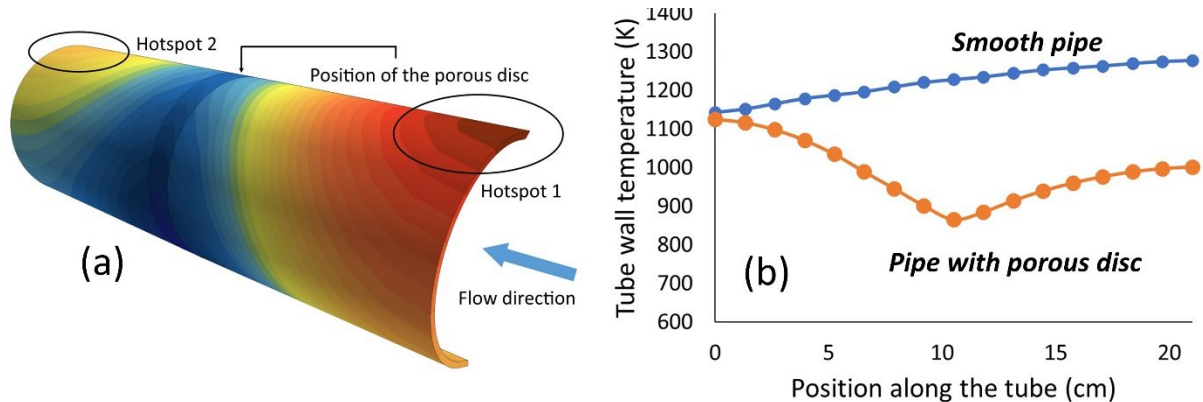 Hotspot 2
Position of the porous disc
Hotspot 1
Flow direction
(a)
Tube wall temperature (K)
1400
1300
1200
1100
1000
900
800
700
600
Smooth pipe
Pipe with porous disc
(b)
0 5 10 15 20
Position along the tube (cm)